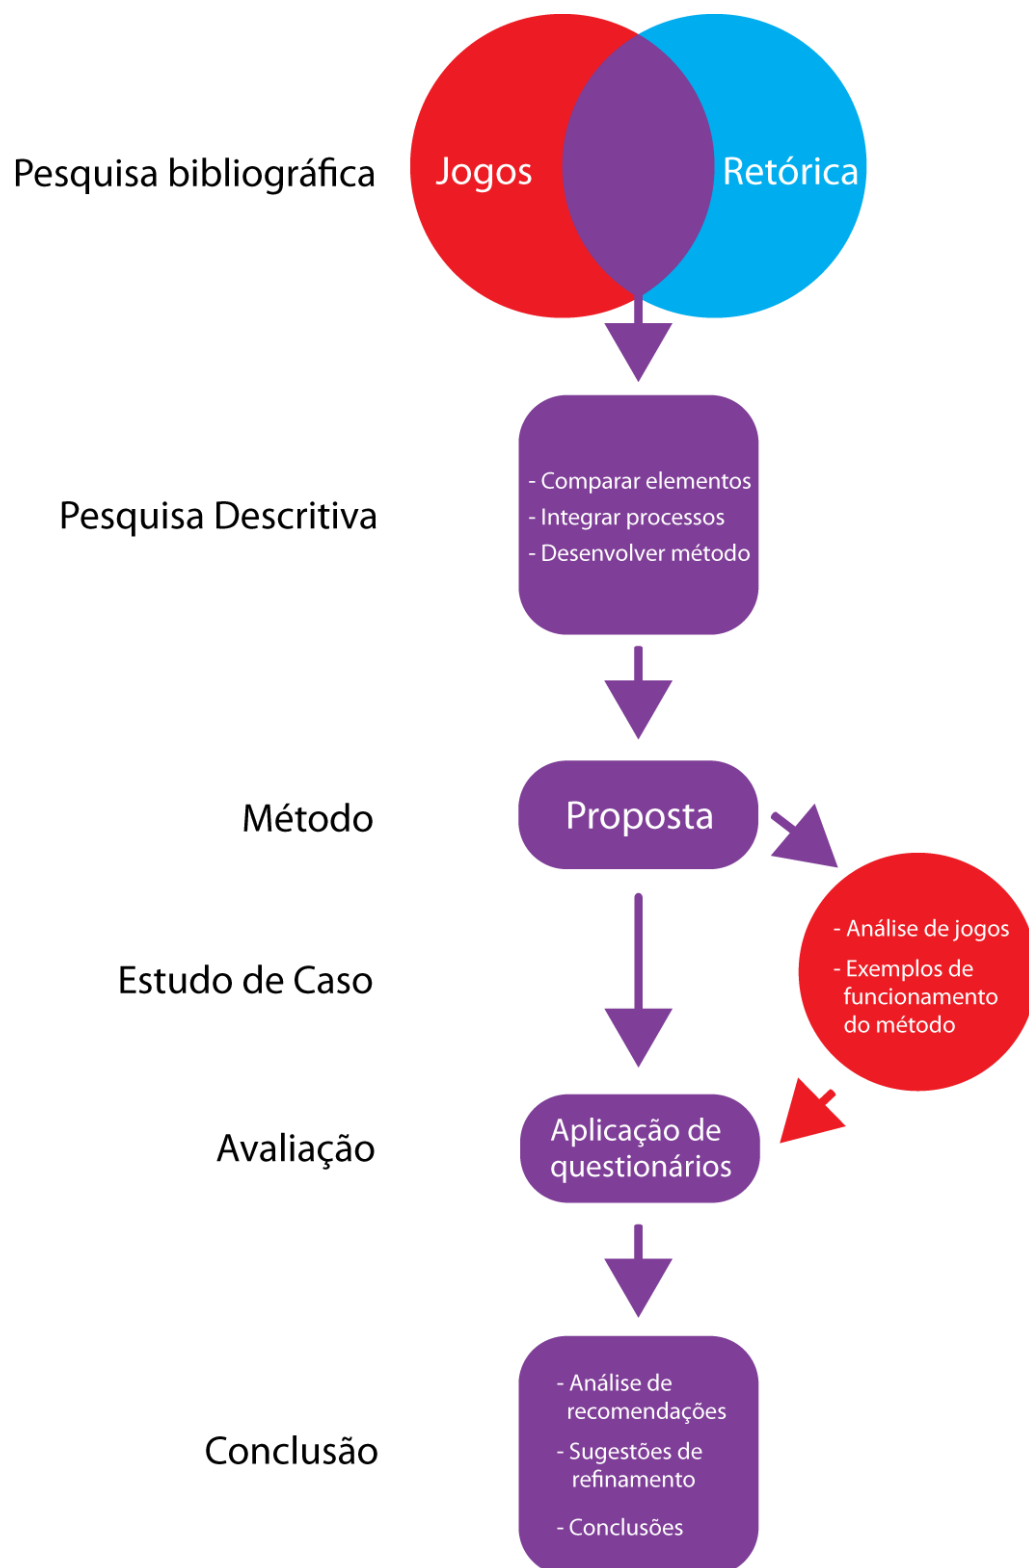 Pesquisa bibliográfica
Jogos
Retórica
Pesquisa Descritiva
- Comparar elementos
- Integrar processos
- Desenvolver método
Método
Proposta
Estudo de Caso
- Análise de jogos
- Exemplos de
funcionamento
do método
Avaliação
Aplicação de
questionários
Conclusão
- Análise de
recomendações
- Sugestões de
refinamento
- Conclusões